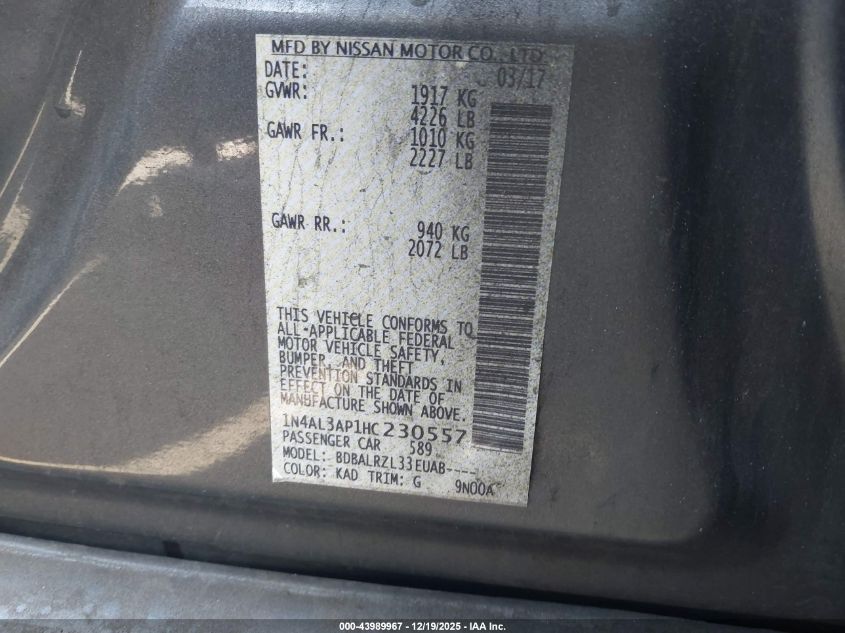 MFD BY NISSAN MOTOR CO., LTD.
DATE: 03/17
GVWR: 1917 KG
4226 LB
GAWR FR.: 1010 KG
2227 LB
GAWR RR.: 940 KG
2072 LB
THIS VEHICLE CONFORMS TO
ALL-APPLICABLE FEDERAL
MOTOR VEHICLE SAFETY,
BUMPER, AND THEFT
PREVENTION STANDARDS IN
EFFECT ON THE DATE OF
MANUFACTURE SHOWN ABOVE.
1N4AL3AP1HC230557
PASSENGER CAR 589
MODEL: BDBALRZL33EUAB----
COLOR: KAD TRIM: G 9N00A
000-43989967 - 12/19/2025 - IAA Inc.